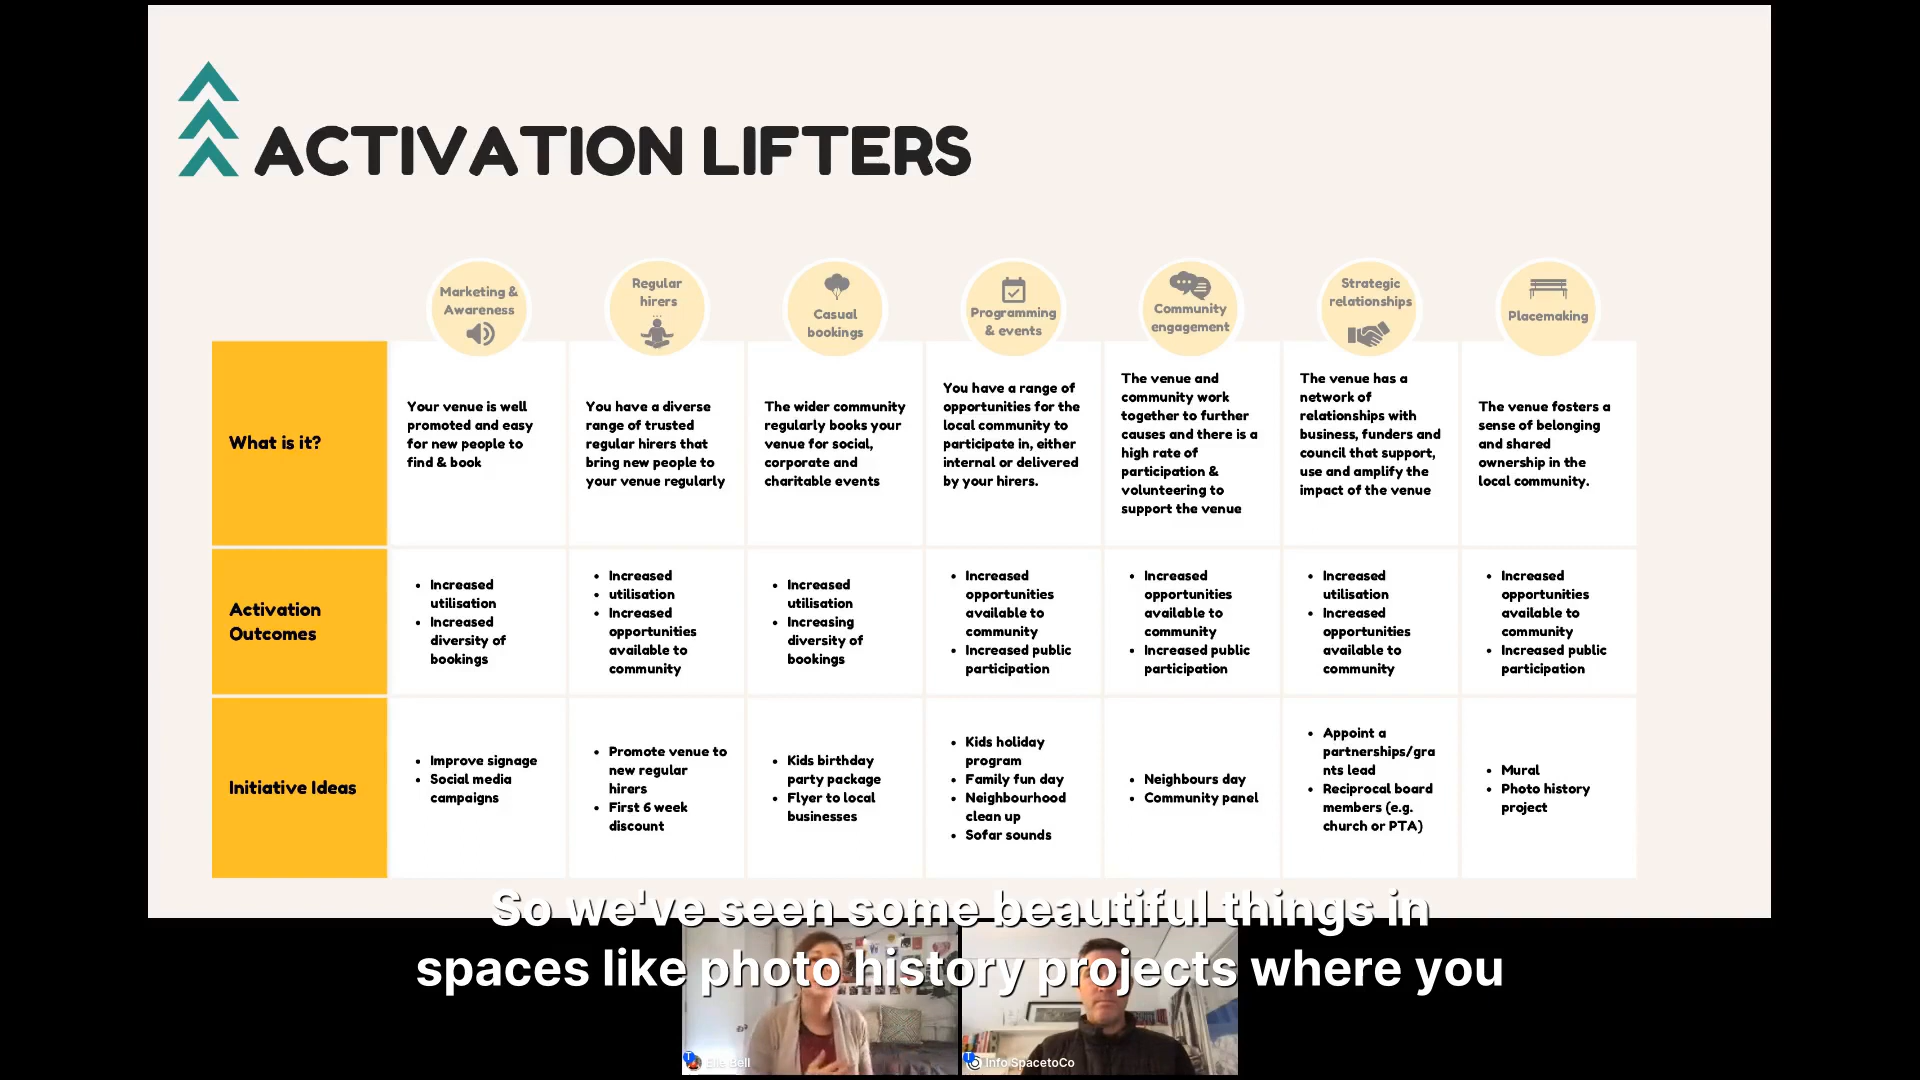 ACTIVATION LIFTERS
Marketing &
Awareness
Regular
hirers
Casual
bookings
Programming
& events
Community
engagement
Strategic
relationships
Placemaking
What is it?
Your venue is well
promoted and easy
for new people to
find & book
You have a diverse
range of trusted
regular hirers that
bring new people to
your venue regularly
The wider community
regularly books your
venue for social,
corporate and
charitable events
You have a range of
opportunities for the
local community to
participate in, either
internal or delivered
by your hirers.
The venue and
community work
together to further
causes and there is a
high rate of
participation &
volunteering to
support the venue
The venue has a
network of
relationships with
business, funders and
council that support,
use and amplify the
impact of the venue
The venue fosters a
sense of belonging
and shared
ownership in the
local community.
Activation
Outcomes
• Increased
utilisation
• Increased
diversity of
bookings
• Increased
• utilisation
• Increased
opportunities
available to
community
• Increased
utilisation
• Increasing
diversity of
bookings
• Increased
opportunities
available to
community
• Increased public
participation
• Increased
opportunities
available to
community
• Increased public
participation
• Increased
utilisation
• Increased
opportunities
available to
community
• Increased
opportunities
available to
community
• Increased public
participation
Initiative Ideas
• Improve signage
• Social media
campaigns
• Promote venue to
new regular
hirers
• First 6 week
discount
• Kids birthday
party package
• Flyer to local
businesses
• Kids holiday
program
• Family fun day
• Neighbourhood
clean up
• Sofar sounds
• Neighbours day
• Community panel
• Appoint a
partnerships/gra
nts lead
• Reciprocal board
members (e.g.
church or PTA)
• Mural
• Photo history
project
So we've seen some beautiful things in
spaces like photo history projects where you
Elle Bell
Info SpacetoCo